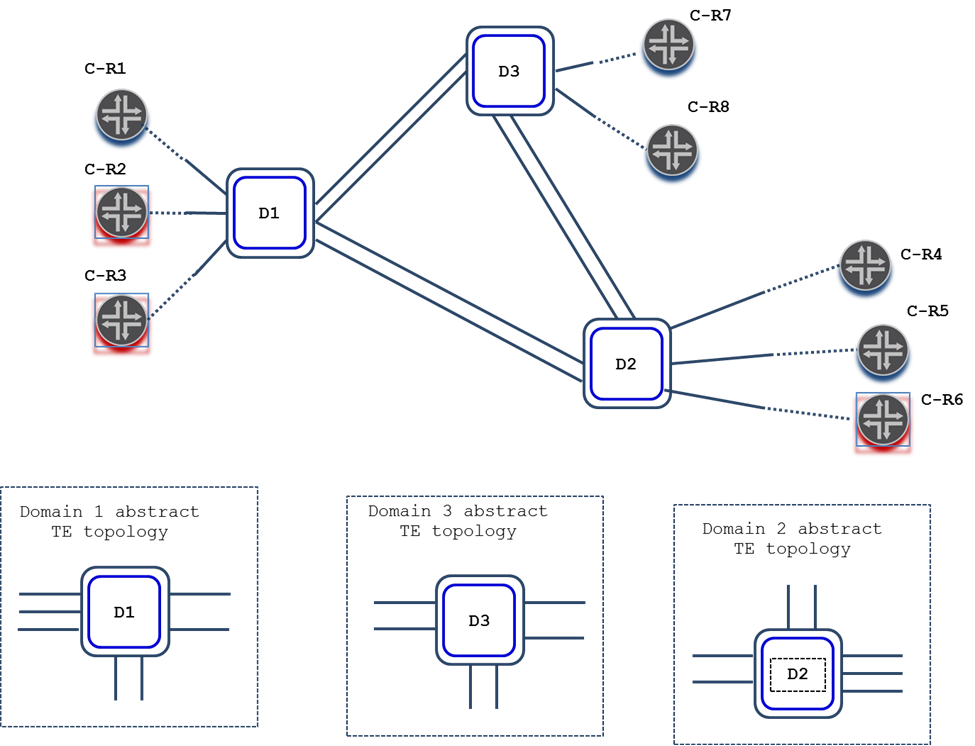 C-R7
D3
C-R1
C-R8
C-R2
D1
C-R4
C-R3
C-R5
D2
C-R6
Domain 1 abstract
TE topology
D1
Domain 3 abstract
TE topology
D3
Domain 2 abstract
TE topology
D2